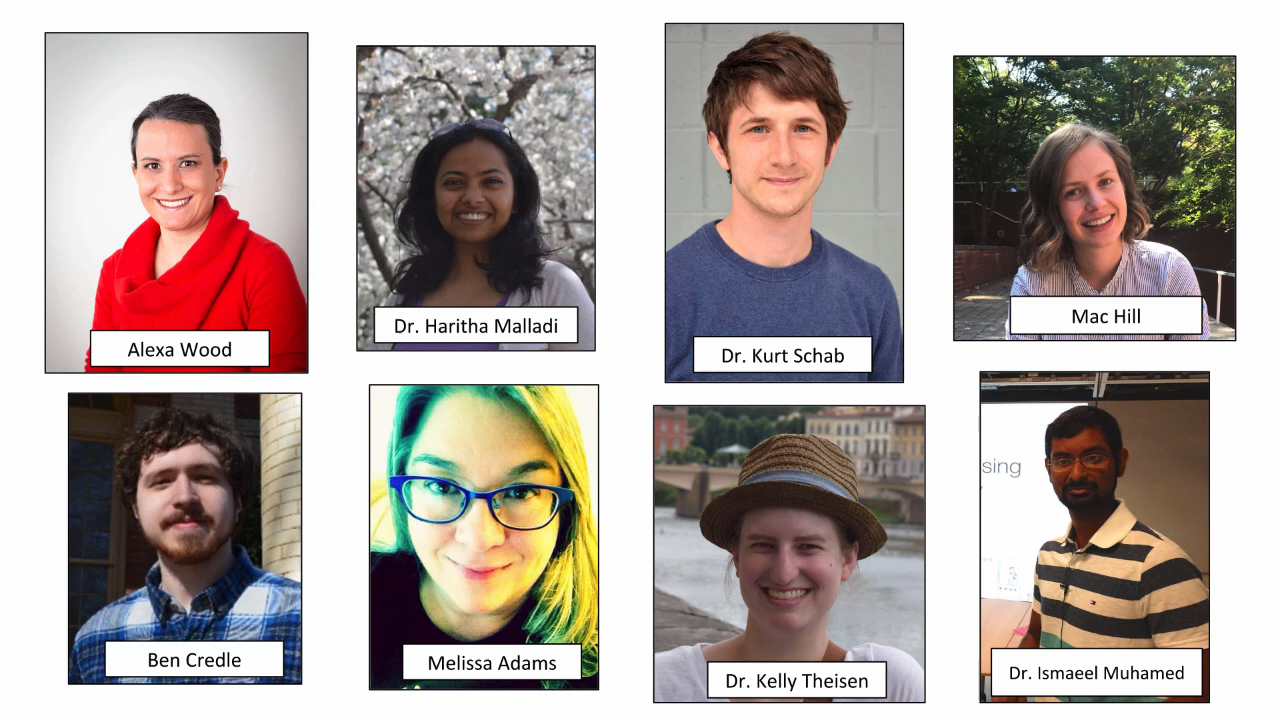 Alexa Wood
Dr. Haritha Malladi
Dr. Kurt Schab
Mac Hill
sing
Ben Credle
Melissa Adams
Dr. Kelly Theisen
Dr. Ismaeel Muhamed